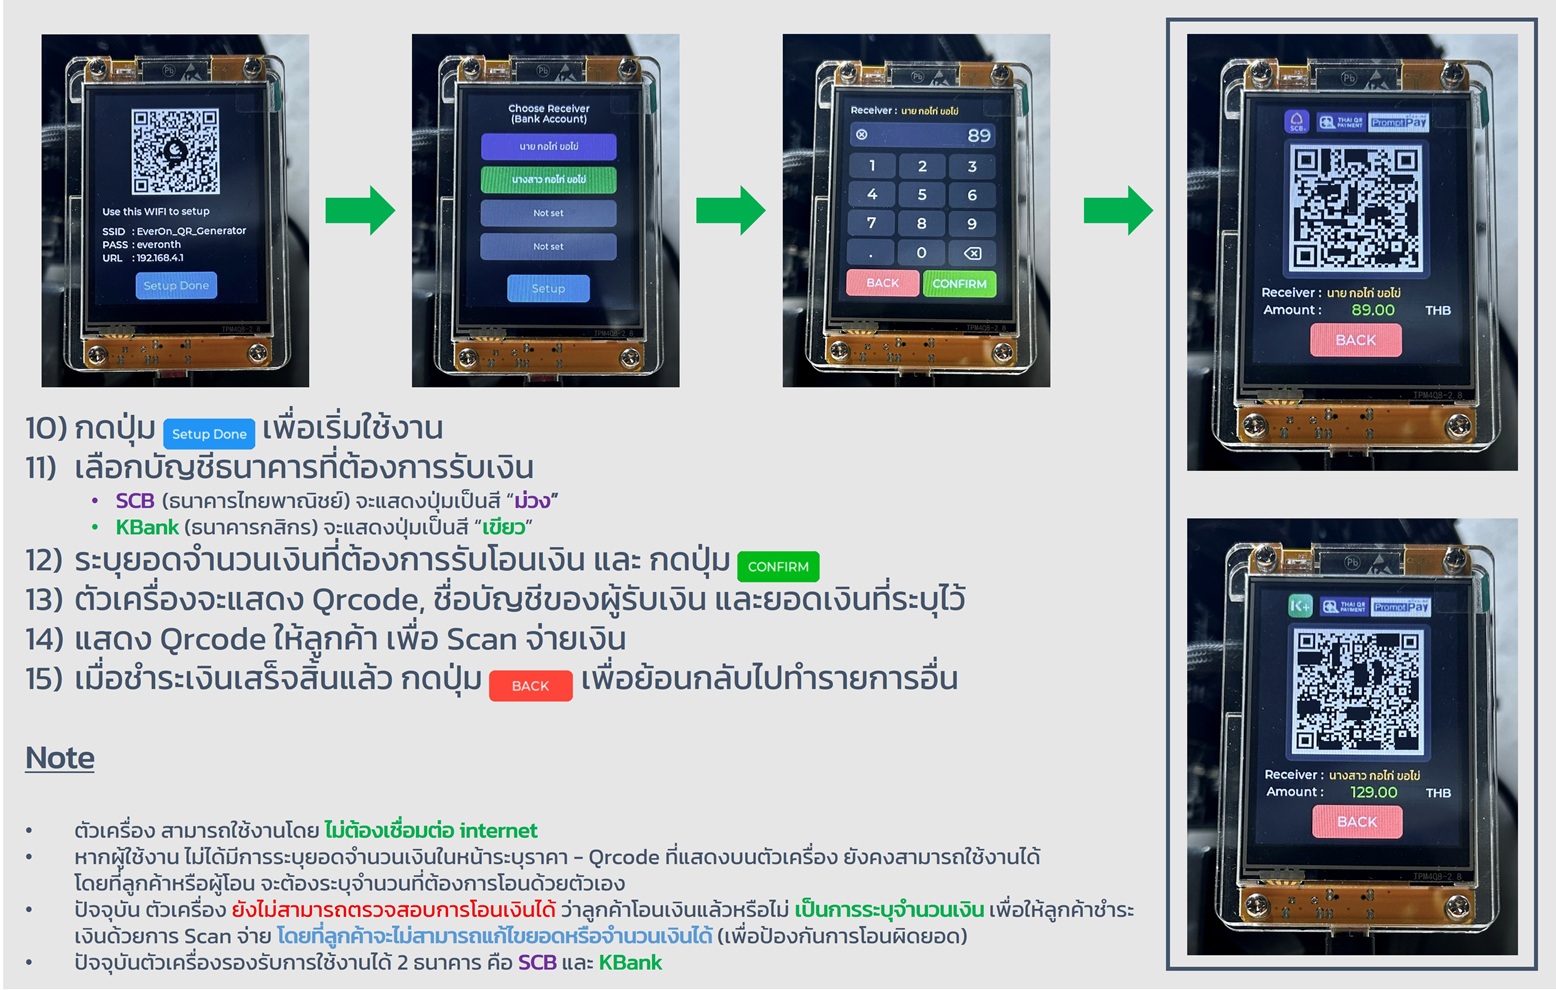 Use this WIFI to setup
SSID : EverOn_QR_Generator
PASS : everonth
URL : 192.168.4.1
Setup Done
Choose Receiver
(Bank Account)
นาย กอไก่ ขอไข่
นางสาว กอไก่ ขอไข่
Not set
Not set
Setup
Receiver : นาย กอไก่ ขอไข่
89
1 2 3
4 5 6
7 8 9
. 0
BACK CONFIRM
SCB THAI QR PAYMENT PromptPay
Receiver : นาย กอไก่ ขอไข่
Amount : 89.00 THB
BACK
10) กดปุ่ม Setup Done เพื่อเริ่มใช้งาน
11) เลือกบัญชีธนาคารที่ต้องการรับเงิน
• SCB (ธนาคารไทยพาณิชย์) จะแสดงปุ่มเป็นสี “ม่วง”
• KBank (ธนาคารกสิกร) จะแสดงปุ่มเป็นสี “เขียว”
12) ระบุยอดจำนวนเงินที่ต้องการรับโอนเงิน และ กดปุ่ม CONFIRM
13) ตัวเครื่องจะแสดง Qrcode, ชื่อบัญชีของผู้รับเงิน และยอดเงินที่ระบุไว้
14) แสดง Qrcode ให้ลูกค้า เพื่อ Scan จ่ายเงิน
15) เมื่อชำระเงินเสร็จสิ้นแล้ว กดปุ่ม BACK เพื่อย้อนกลับไปทำรายการอื่น
K+ THAI QR PAYMENT PromptPay
Receiver : นางสาว กอไก่ ขอไข่
Amount : 129.00 THB
BACK
Note
• ตัวเครื่อง สามารถใช้งานโดย ไม่ต้องเชื่อมต่อ internet
• หากผู้ใช้งาน ไม่ได้มีการระบุยอดจำนวนเงินในหน้าระบุราคา – Qrcode ที่แสดงบนตัวเครื่อง ยังคงสามารถใช้งานได้
โดยที่ลูกค้าหรือผู้โอน จะต้องระบุจำนวนที่ต้องการโอนด้วยตัวเอง
• ปัจจุบัน ตัวเครื่อง ยังไม่สามารถตรวจสอบการโอนเงินได้ ว่าลูกค้าโอนเงินแล้วหรือไม่ เป็นการระบุจำนวนเงิน เพื่อให้ลูกค้าชำระ
เงินด้วยการ Scan จ่าย โดยที่ลูกค้าจะไม่สามารถแก้ไขยอดหรือจำนวนเงินได้ (เพื่อป้องกันการโอนผิดยอด)
• ปัจจุบันตัวเครื่องรองรับการใช้งานได้ 2 ธนาคาร คือ SCB และ KBank